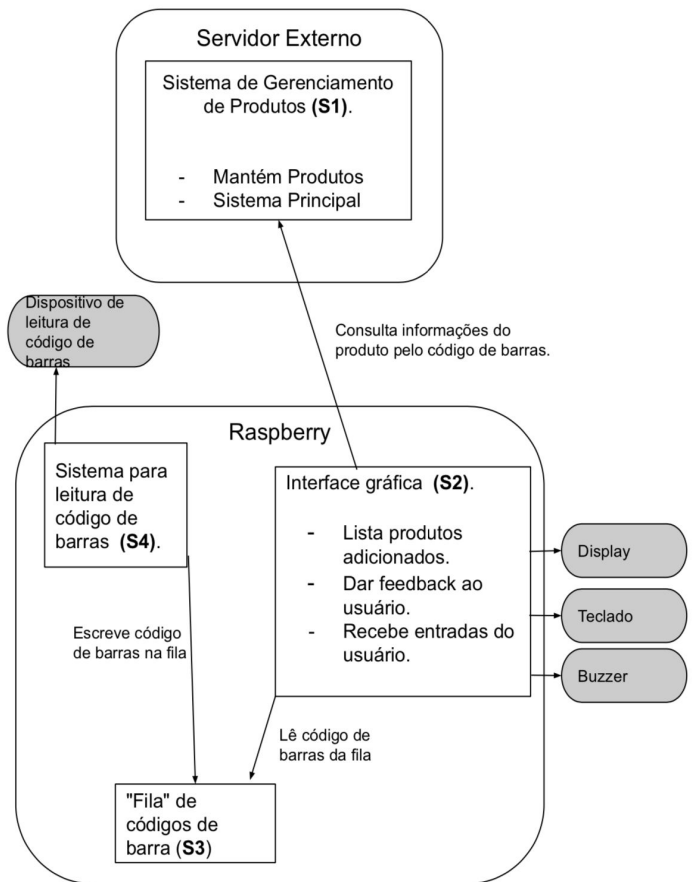 Servidor Externo
Sistema de Gerenciamento
de Produtos (S1).
- Mantém Produtos
- Sistema Principal
Dispositivo de
leitura de
código de
barras
Consulta informações do
produto pelo código de barras.
Raspberry
Sistema para
leitura de
código de
barras (S4).
Interface gráfica (S2).
- Lista produtos
adicionados.
- Dar feedback ao
usuário.
- Recebe entradas do
usuário.
Display
Teclado
Buzzer
Escreve código
de barras na fila
Lê código de
barras da fila
"Fila" de
códigos de
barra (S3)